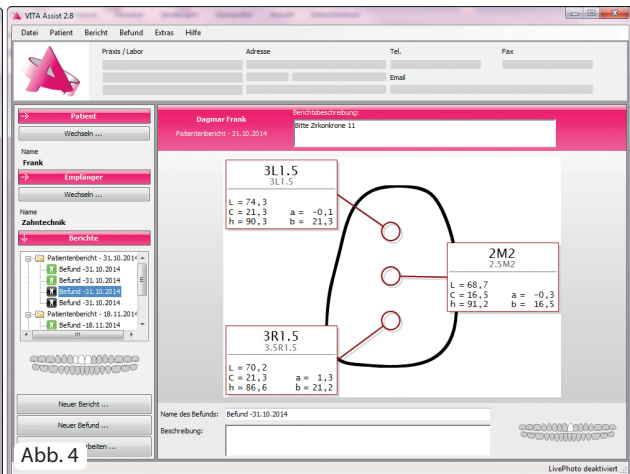 VITA Assist 2.8
Datei Patient Bericht Befund Extras Hilfe
Praxis / Labor Adresse Tel. Fax
Email
Patient
Wechseln ...
Name
Frank
Empfänger
Wechseln ...
Name
Zahntechnik
Berichte
Patientenbericht - 31.10.2014
Befund -31.10.2014
Befund -31.10.2014
Befund -31.10.2014
Befund -31.10.2014
Patientenbericht - 18.11.2014
Befund -18.11.2014
Neuer Bericht ...
Neuer Befund ...
beiten ...
Abb. 4
Dagmar Frank
Patientenbericht - 31.10.2014
Berichtsbeschreibung:
Bitte Zirkonkrone 11
3L1.5
3L1.5
L = 74,3
C = 21,3 a = -0,1
h = 90,3 b = 21,3
2M2
2.5M2
L = 68,7
C = 16,5 a = -0,3
h = 91,2 b = 16,5
3R1.5
3.5R1.5
L = 70,2
C = 21,3 a = 1,3
h = 86,6 b = 21,2
Name des Befunds: Befund -31.10.2014
Beschreibung:
LivePhoto deaktiviert